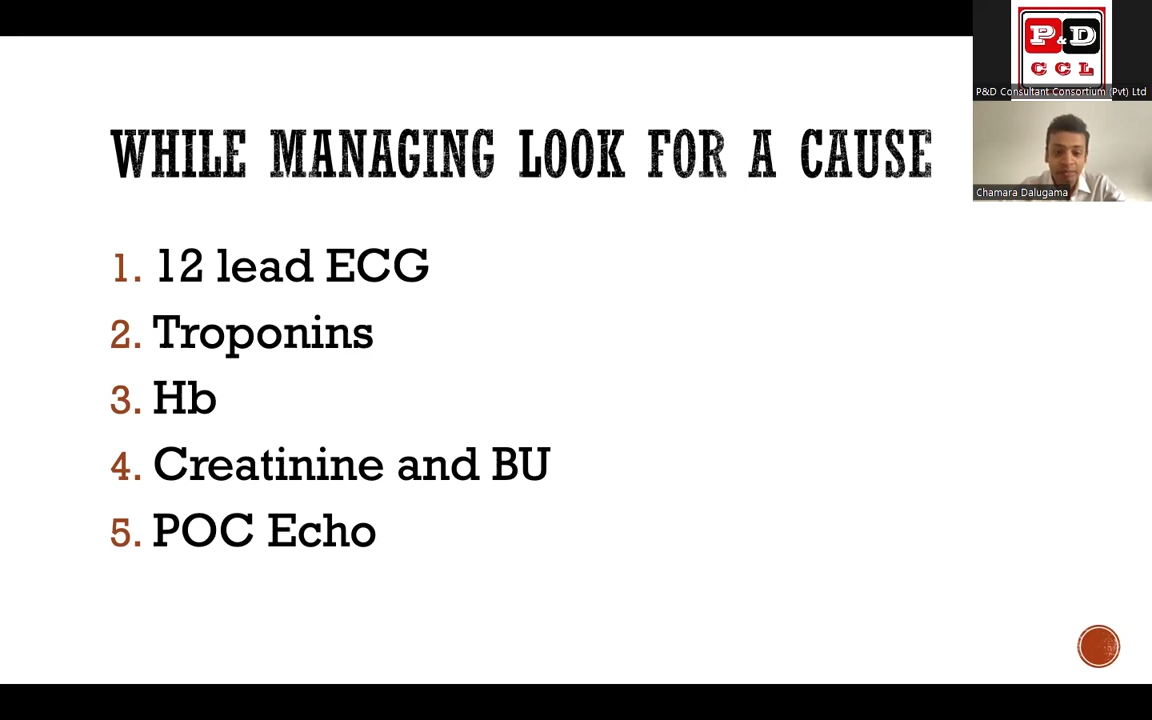 WHILE MANAGING LOOK FOR A CAUSE
1. 12 lead ECG
2. Troponins
3. Hb
4. Creatinine and BU
5. POC Echo
P&D
CCL
P&D Consultant Consortium (Pvt) Ltd
Chamara Dalugama